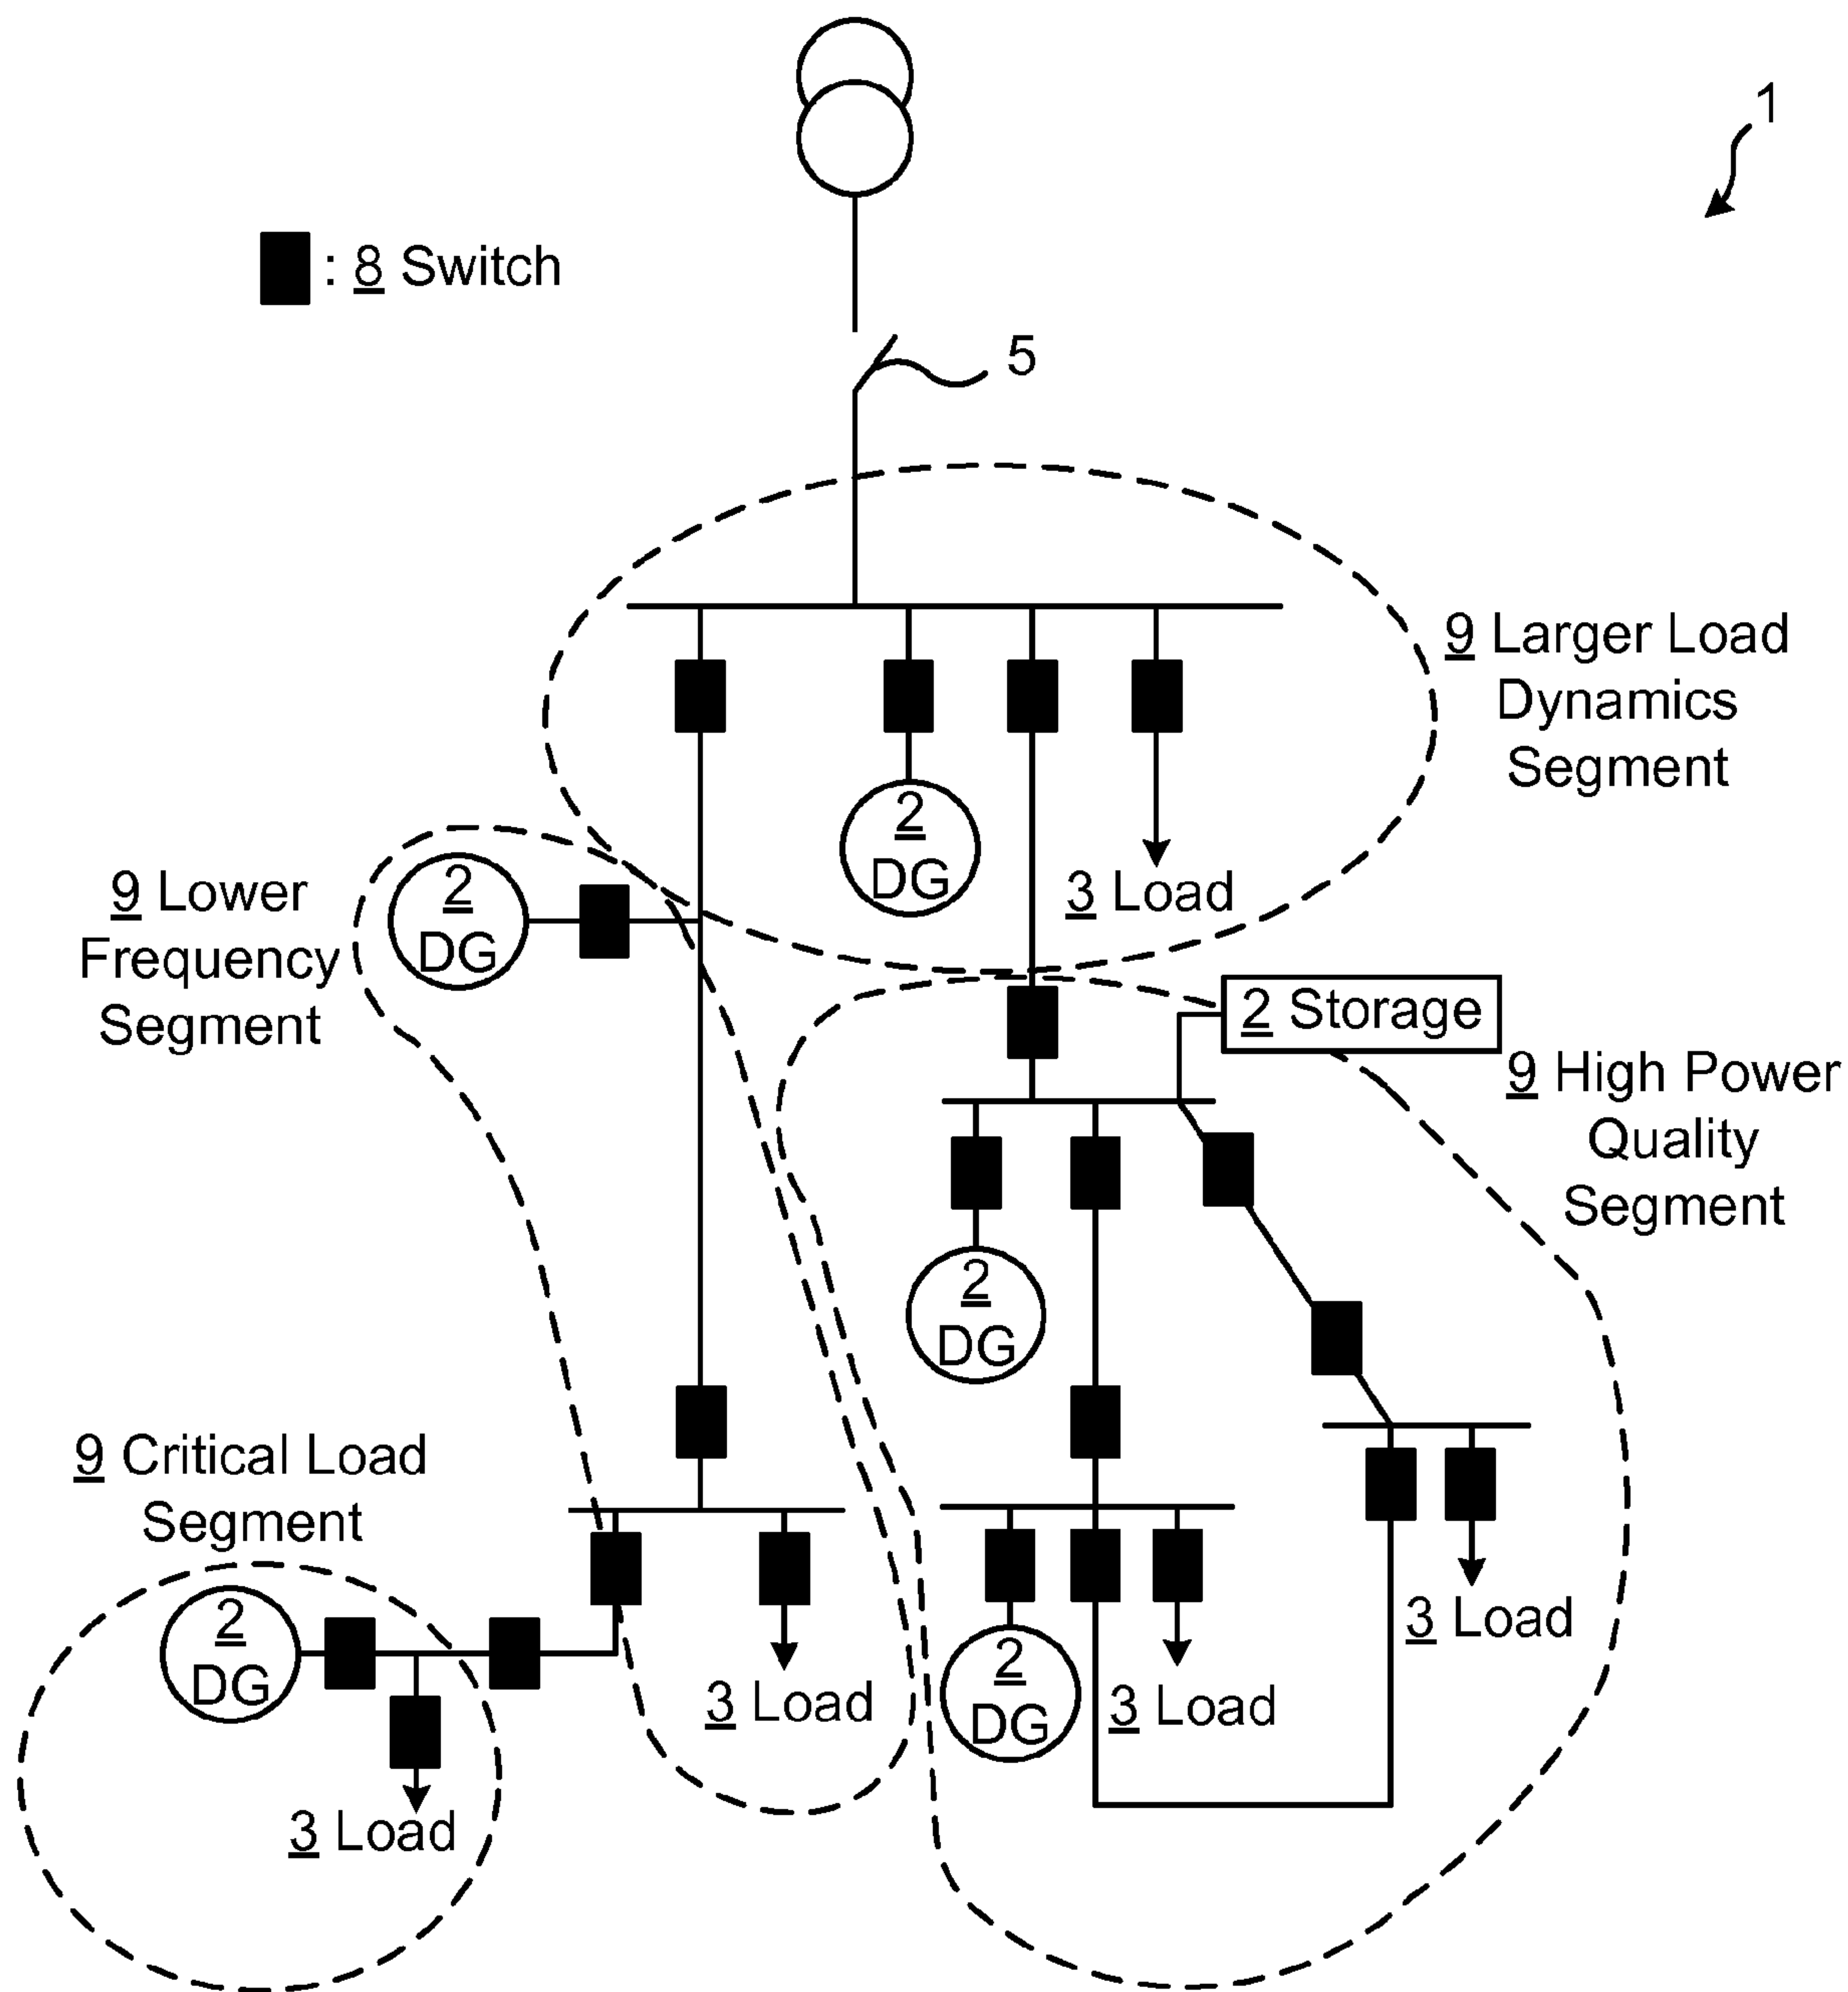 1
: 8 Switch
5
9 Larger Load
Dynamics
Segment
2
DG
3 Load
9 Lower
Frequency
Segment
2
DG
2 Storage
9 High Power
Quality
Segment
2
DG
9 Critical Load
Segment
2
DG
3 Load
3 Load
2
DG
3 Load
3 Load